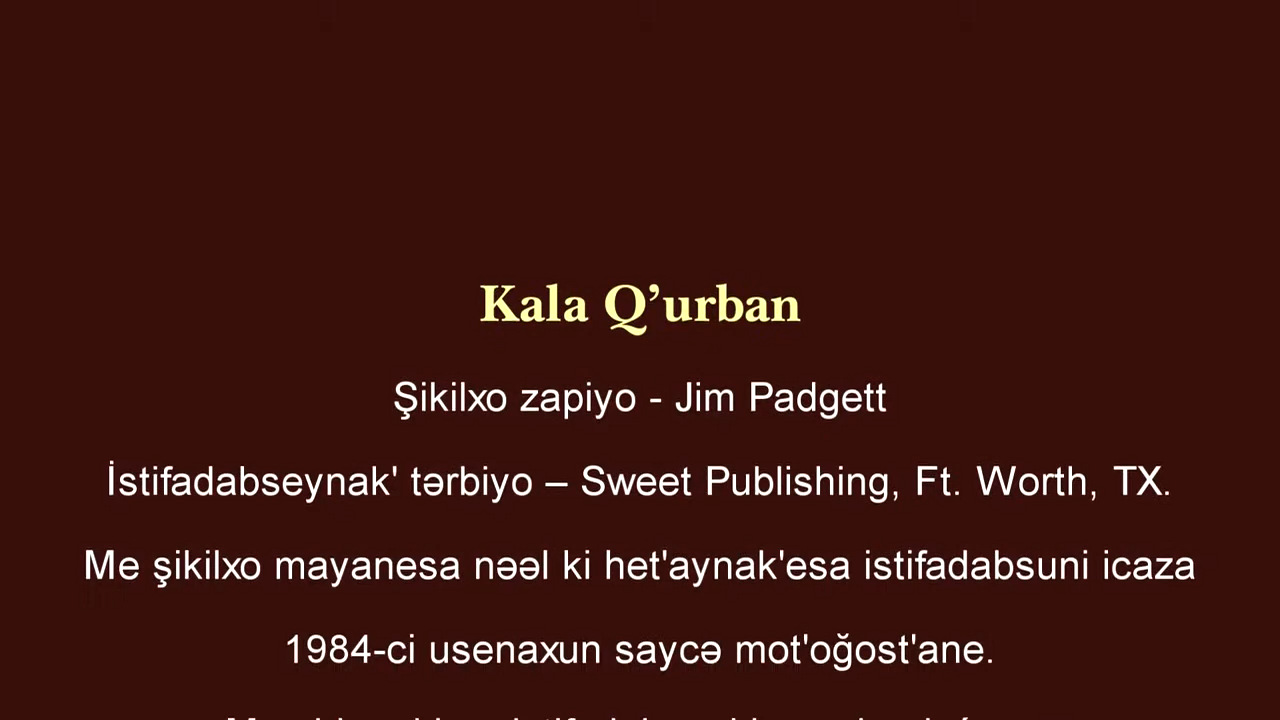 Kala Q’urban
Şikilxo zapiyo - Jim Padgett
İstifadabseynak' tərbiyo – Sweet Publishing, Ft. Worth, TX.
Me şikilxo mayanesa nəəl ki het'aynak'esa istifadabsuni icaza
1984-ci usenaxun saycə mot'oğost'ane.